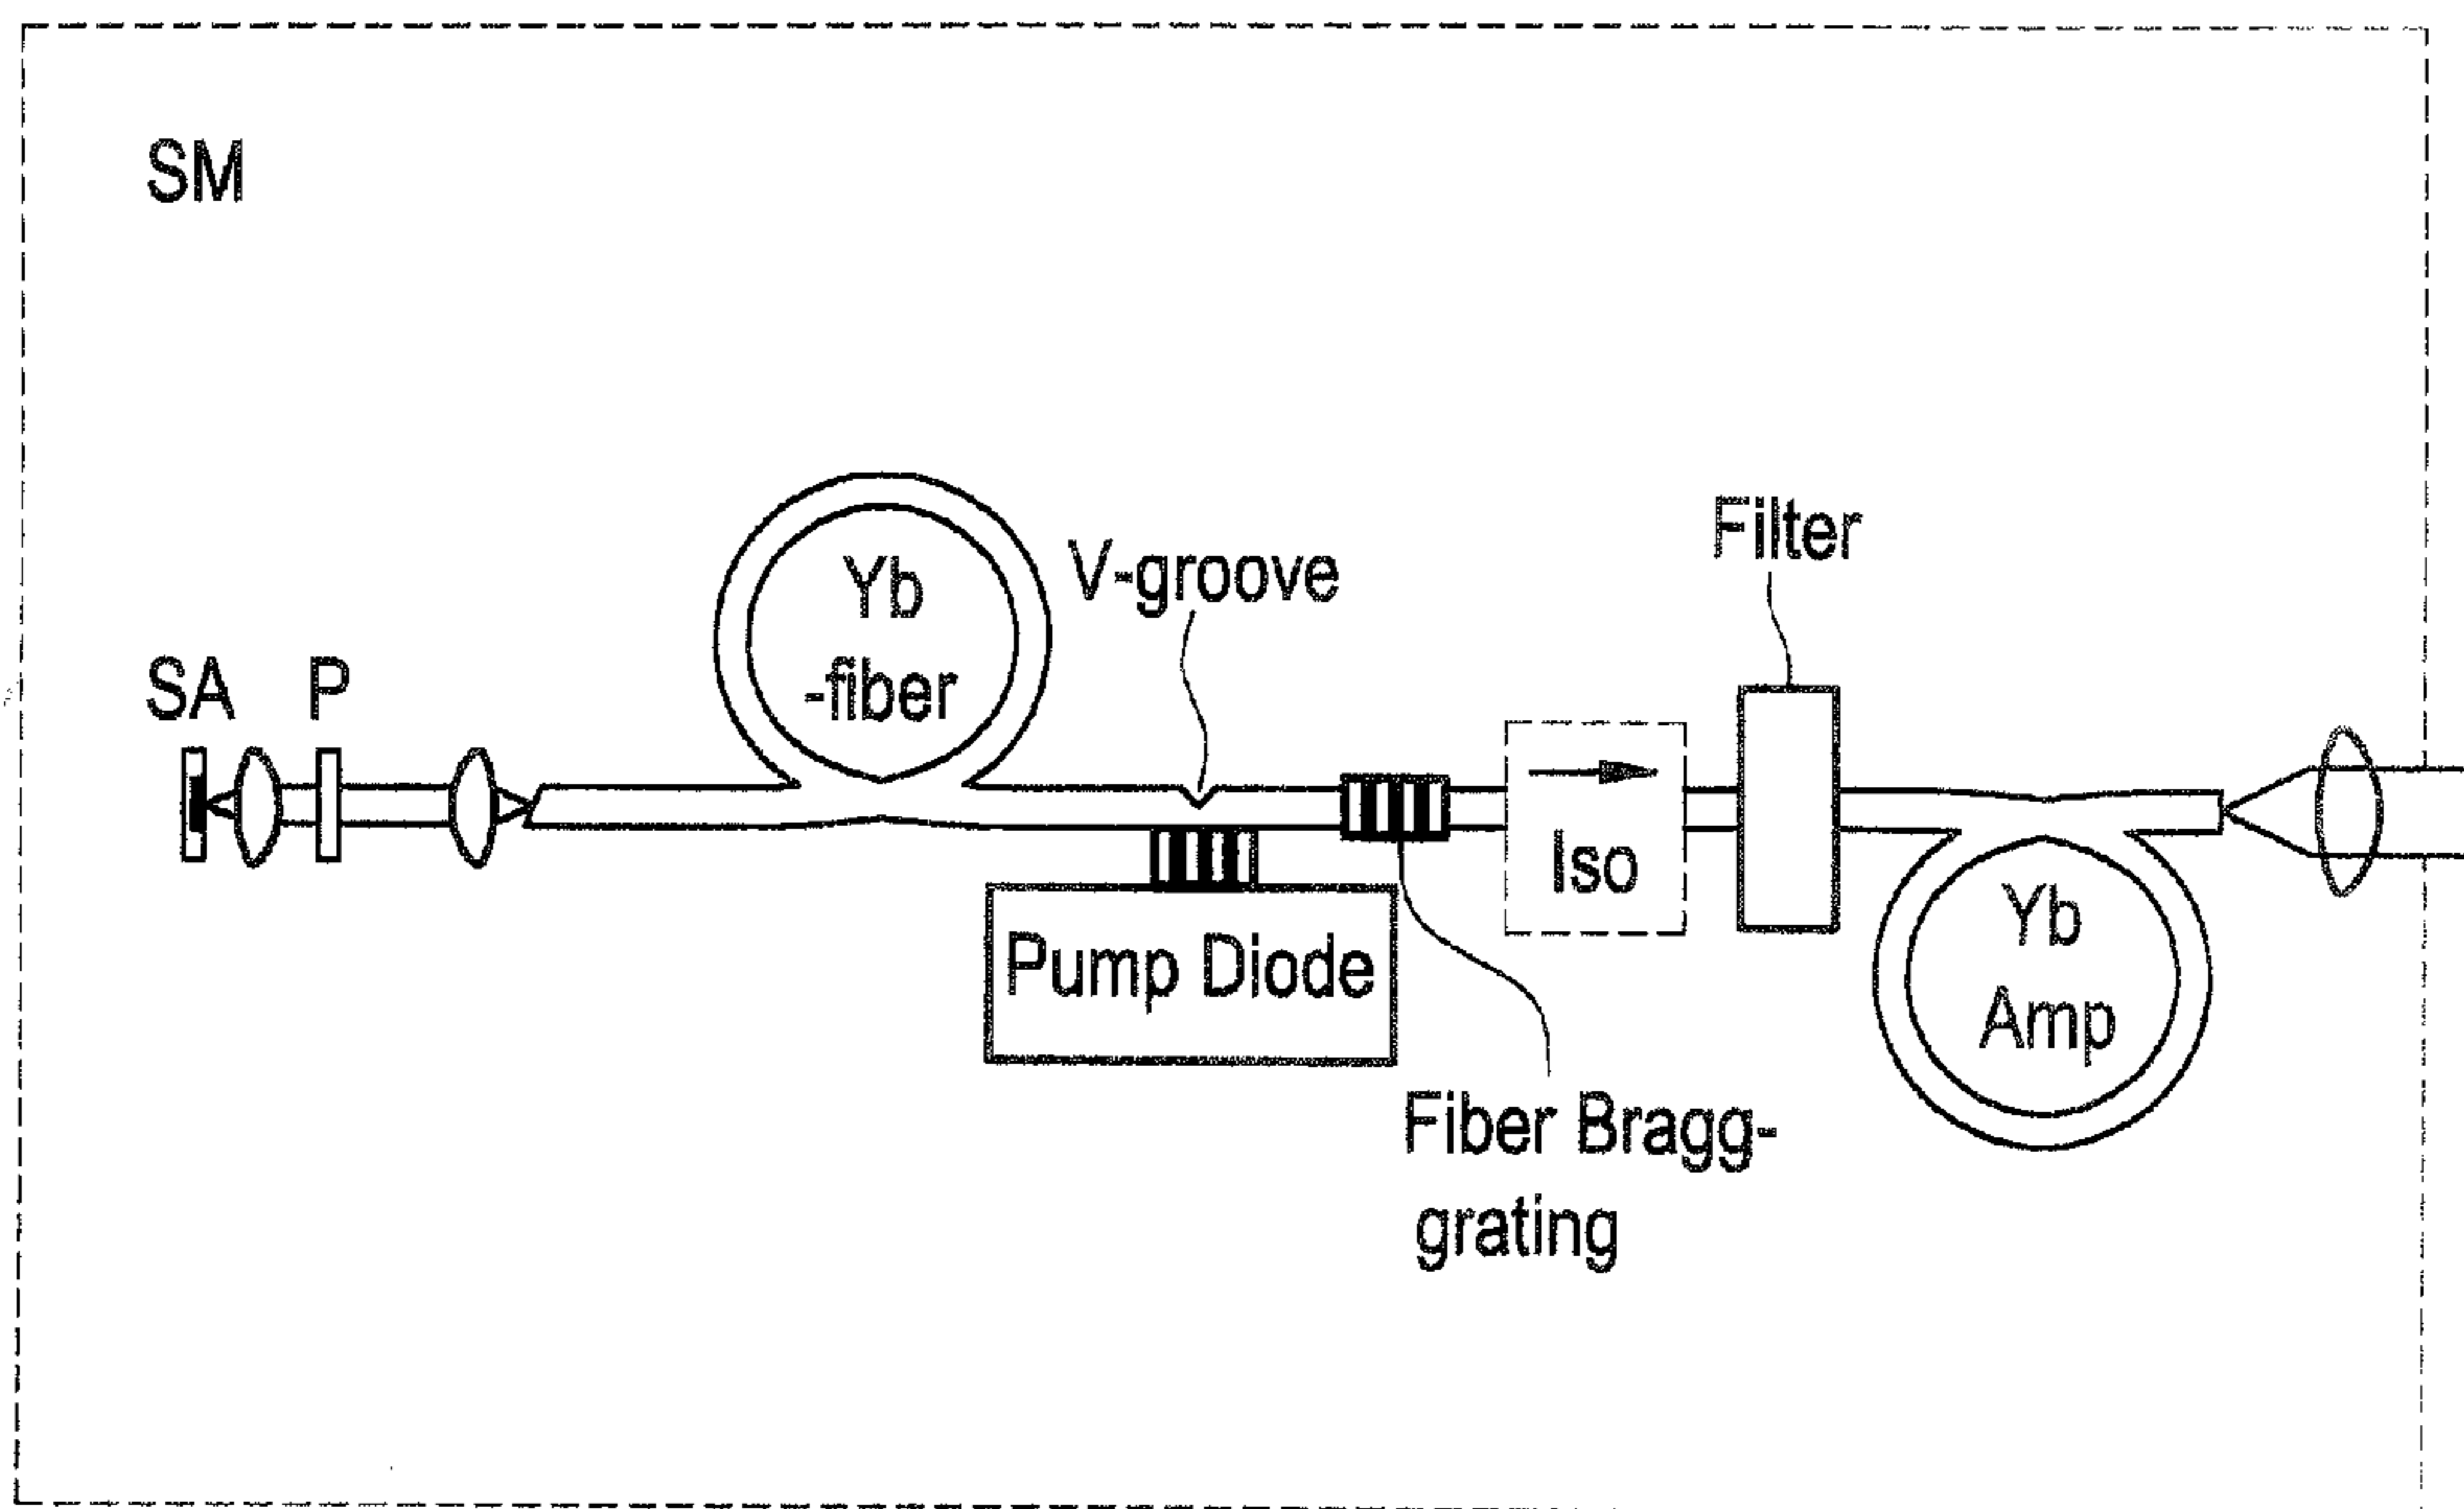 SM
SA P
Yb
-fiber
V-groove
Filter
Iso
Pump Diode
Fiber Bragg-
grating
Yb
Amp